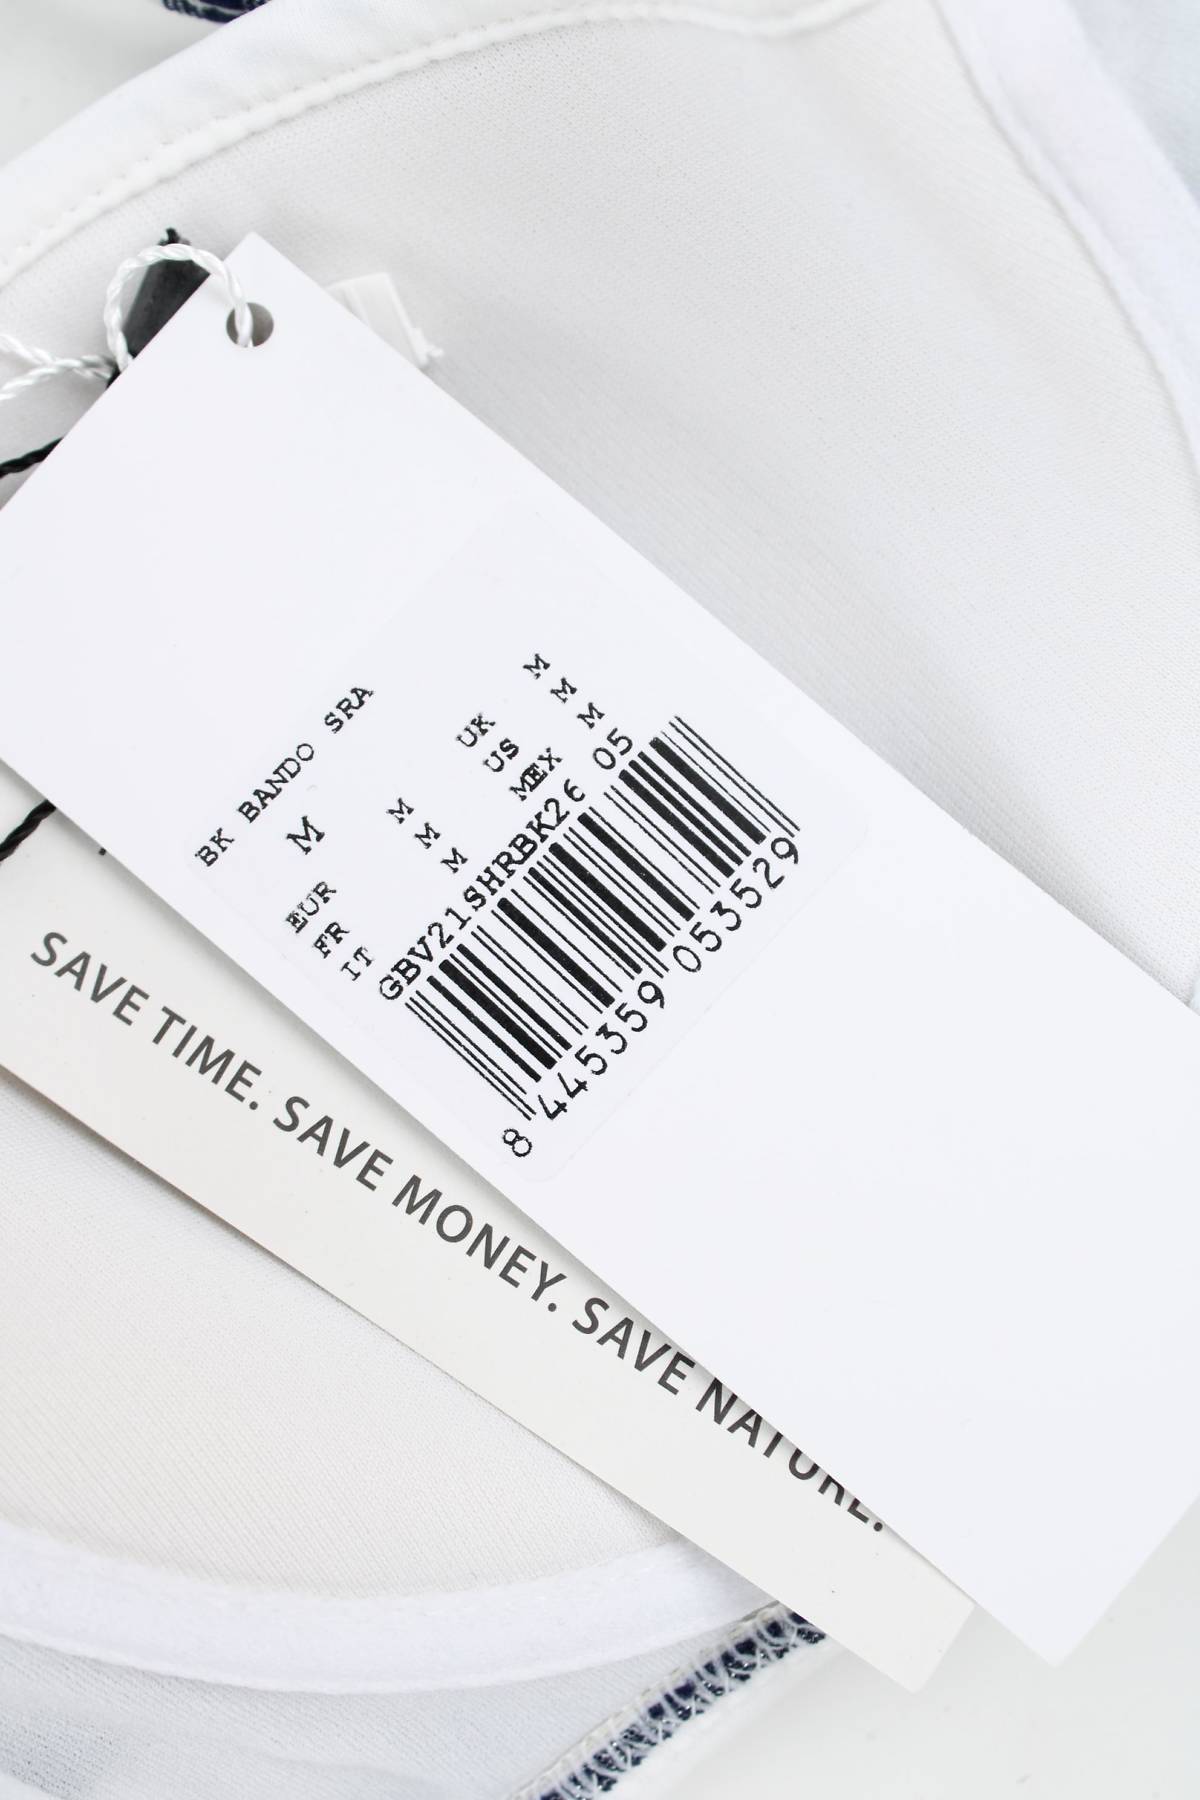 BK BANDO SRA
M
EUR M UK M
FR M US M
IT M MEX M
GBV21SHRBK26 05
8 445359 053529
SAVE TIME. SAVE MONEY. SAVE NATURE.